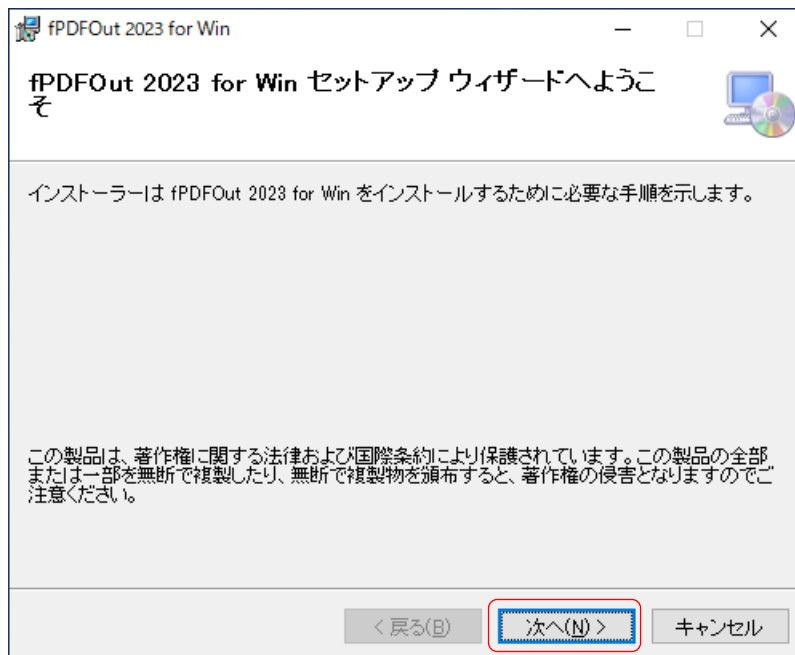 fPDFOut 2023 for Win
fPDFOut 2023 for Win セットアップ ウィザードへようこ
そ
インストーラーは fPDFOut 2023 for Win をインストールするために必要な手順を示します。
この製品は、著作権に関する法律および国際条約により保護されています。この製品の全部
または一部を無断で複製したり、無断で複製物を頒布すると、著作権の侵害となりますのでご
注意ください。
< 戻る(B)
次へ(N) >
キャンセル